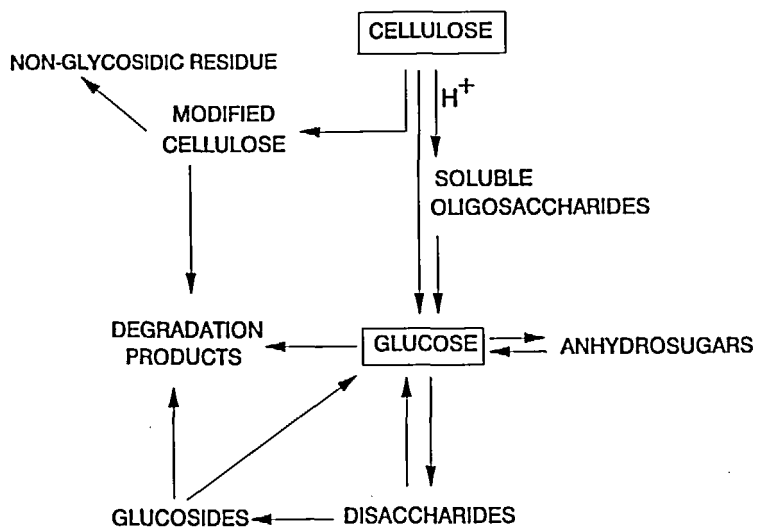 CELLULOSE
NON-GLYCOSIDIC RESIDUE
H+
MODIFIED
CELLULOSE
SOLUBLE
OLIGOSACCHARIDES
DEGRADATION
PRODUCTS
GLUCOSE
ANHYDROSUGARS
GLUCOSIDES
DISACCHARIDES